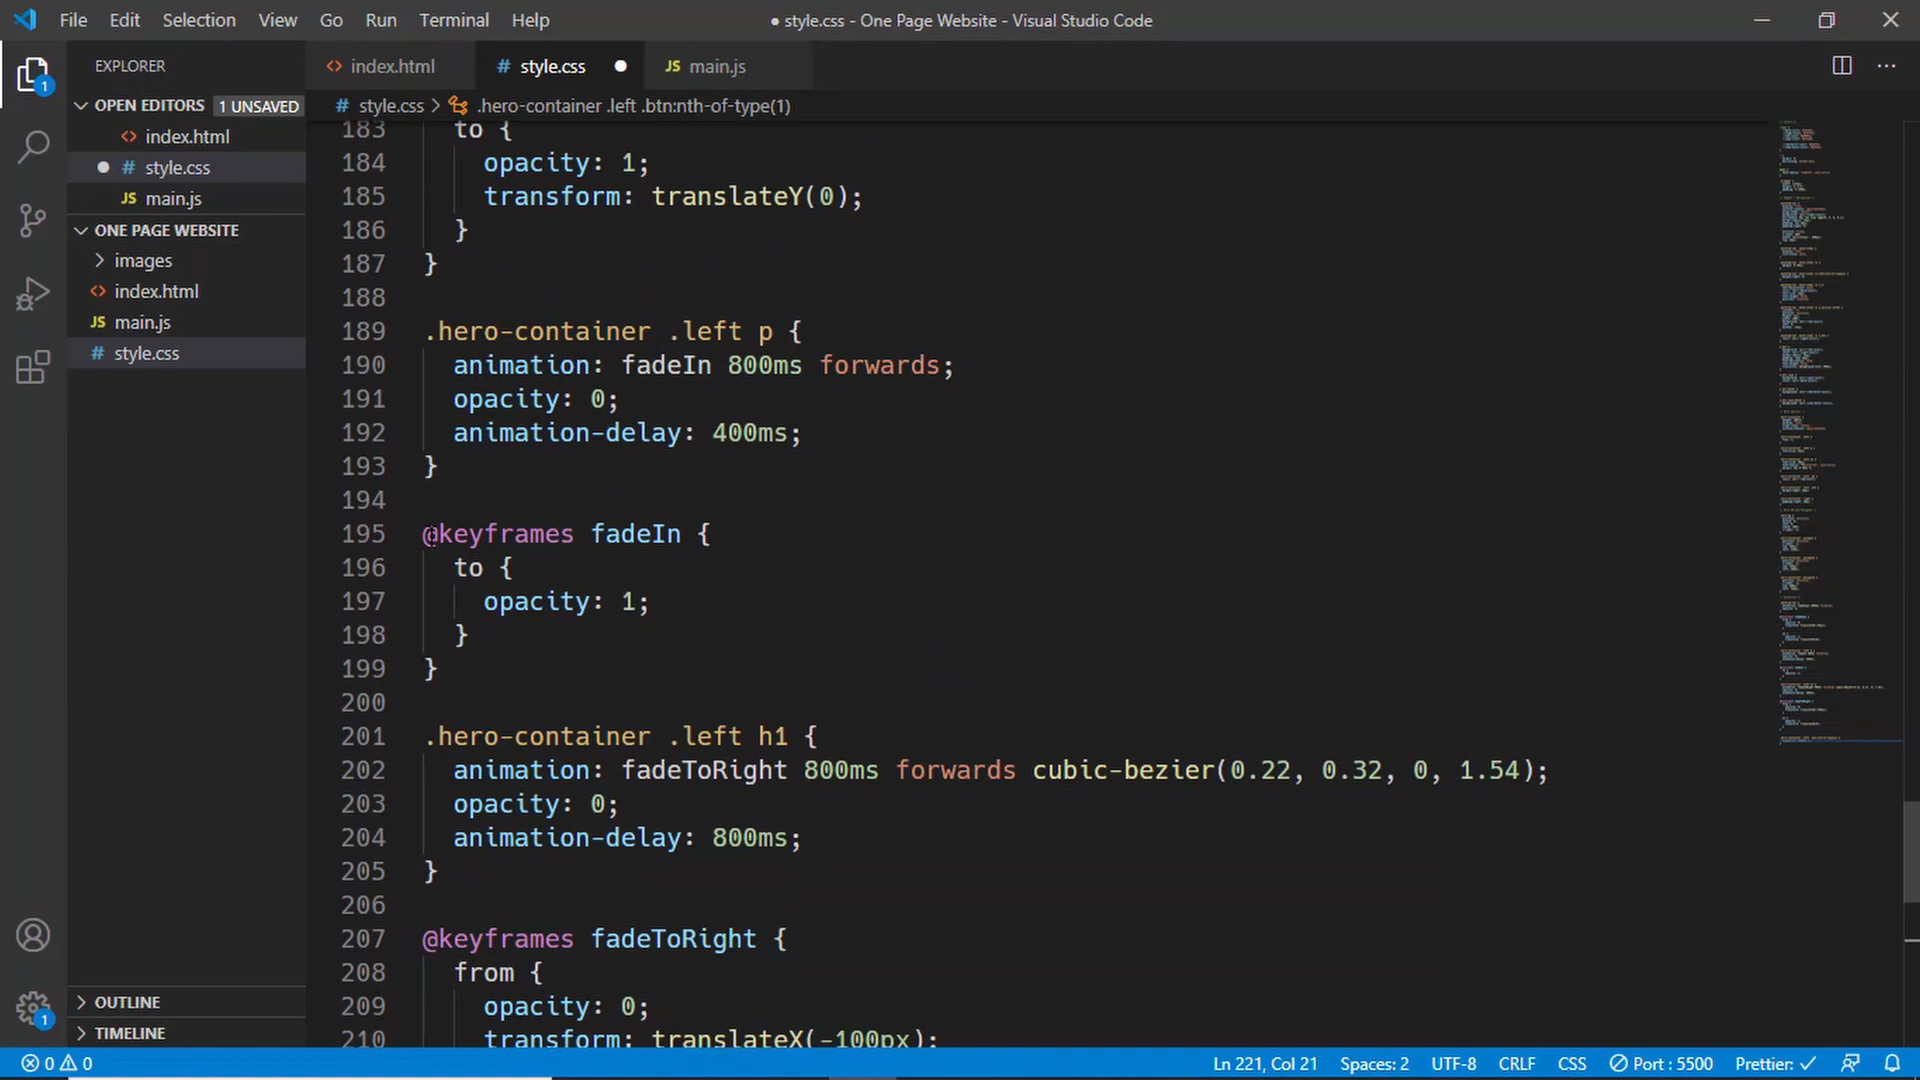 File Edit Selection View Go Run Terminal Help
● style.css - One Page Website - Visual Studio Code
EXPLORER
<> index.html
# style.css ●
JS main.js
OPEN EDITORS 1 UNSAVED
# style.css > .hero-container .left .btn:nth-of-type(1)
<> index.html
● # style.css
JS main.js
ONE PAGE WEBSITE
> images
<> index.html
JS main.js
# style.css
OUTLINE
TIMELINE
1
1
183 to {
184 opacity: 1;
185 transform: translateY(0);
186 }
187 }
188
189 .hero-container .left p {
190 animation: fadeIn 800ms forwards;
191 opacity: 0;
192 animation-delay: 400ms;
193 }
194
195 @keyframes fadeIn {
196 to {
197 opacity: 1;
198 }
199 }
200
201 .hero-container .left h1 {
202 animation: fadeToRight 800ms forwards cubic-bezier(0.22, 0.32, 0, 1.54);
203 opacity: 0;
204 animation-delay: 800ms;
205 }
206
207 @keyframes fadeToRight {
208 from {
209 opacity: 0;
210 transform: translateX(-100px);
0 0
Ln 221, Col 21 Spaces: 2 UTF-8 CRLF CSS Port : 5500 Prettier: ✓